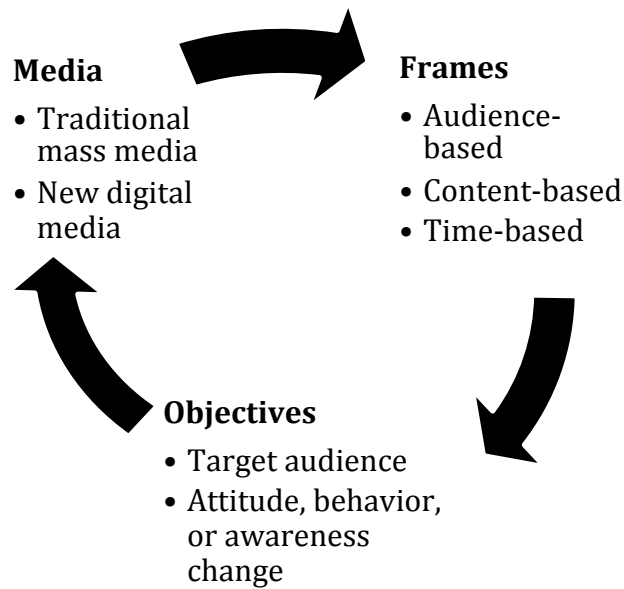 Media
• Traditional
mass media
• New digital
media
Frames
• Audience-
based
• Content-based
• Time-based
Objectives
• Target audience
• Attitude, behavior,
or awareness
change